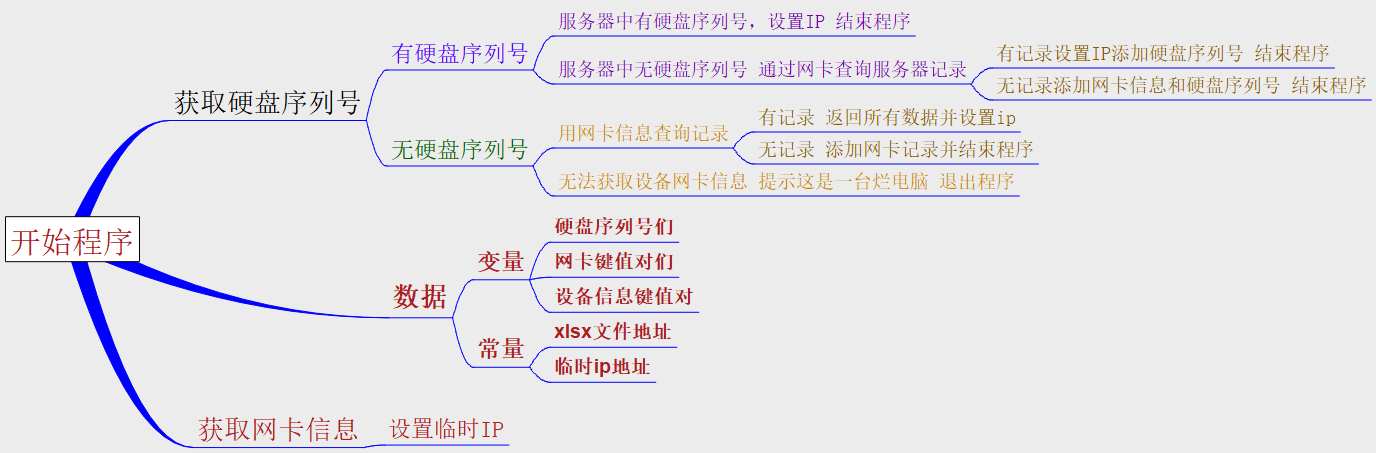 开始程序
获取硬盘序列号
有硬盘序列号
服务器中有硬盘序列号，设置IP 结束程序
服务器中无硬盘序列号 通过网卡查询服务器记录
有记录设置IP添加硬盘序列号 结束程序
无记录添加网卡信息和硬盘序列号 结束程序
无硬盘序列号
用网卡信息查询记录
有记录 返回所有数据并设置ip
无记录 添加网卡记录并结束程序
无法获取设备网卡信息 提示这是一台烂电脑 退出程序
数据
变量
硬盘序列号们
网卡键值对们
设备信息键值对
常量
xlsx文件地址
临时ip地址
获取网卡信息
设置临时IP